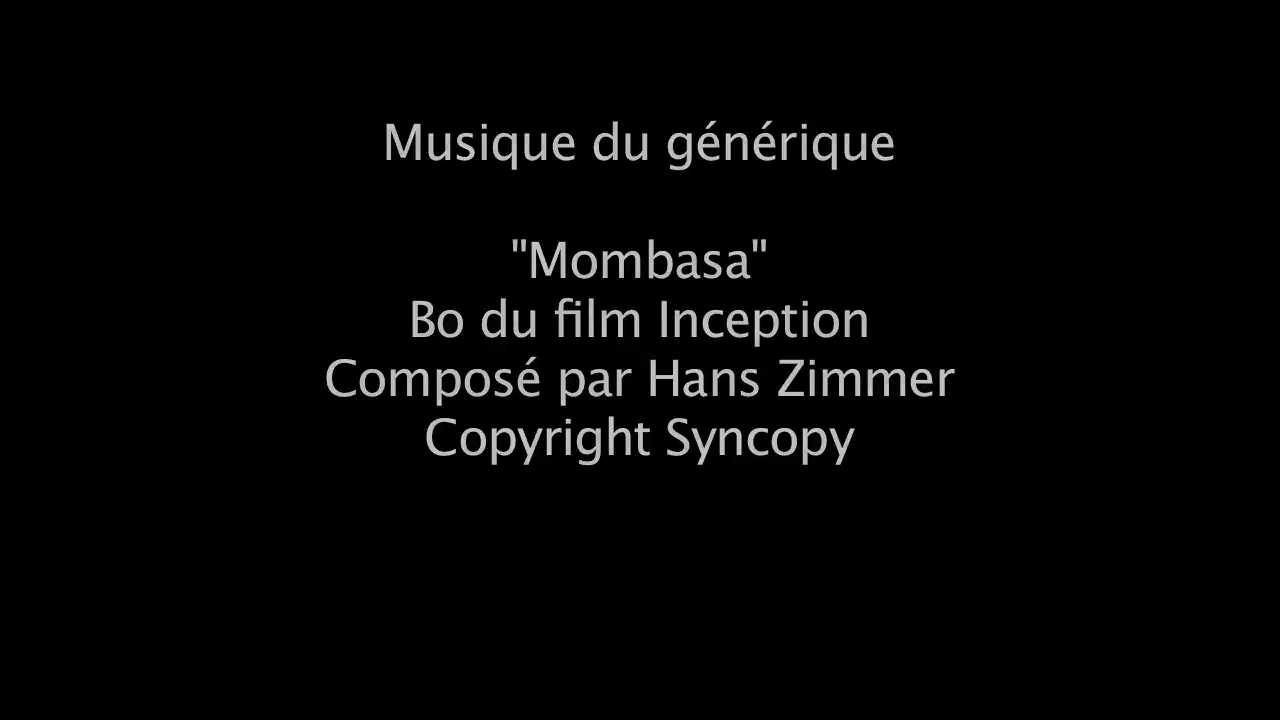 Musique du générique
"Mombasa"
Bo du film Inception
Composé par Hans Zimmer
Copyright Syncopy